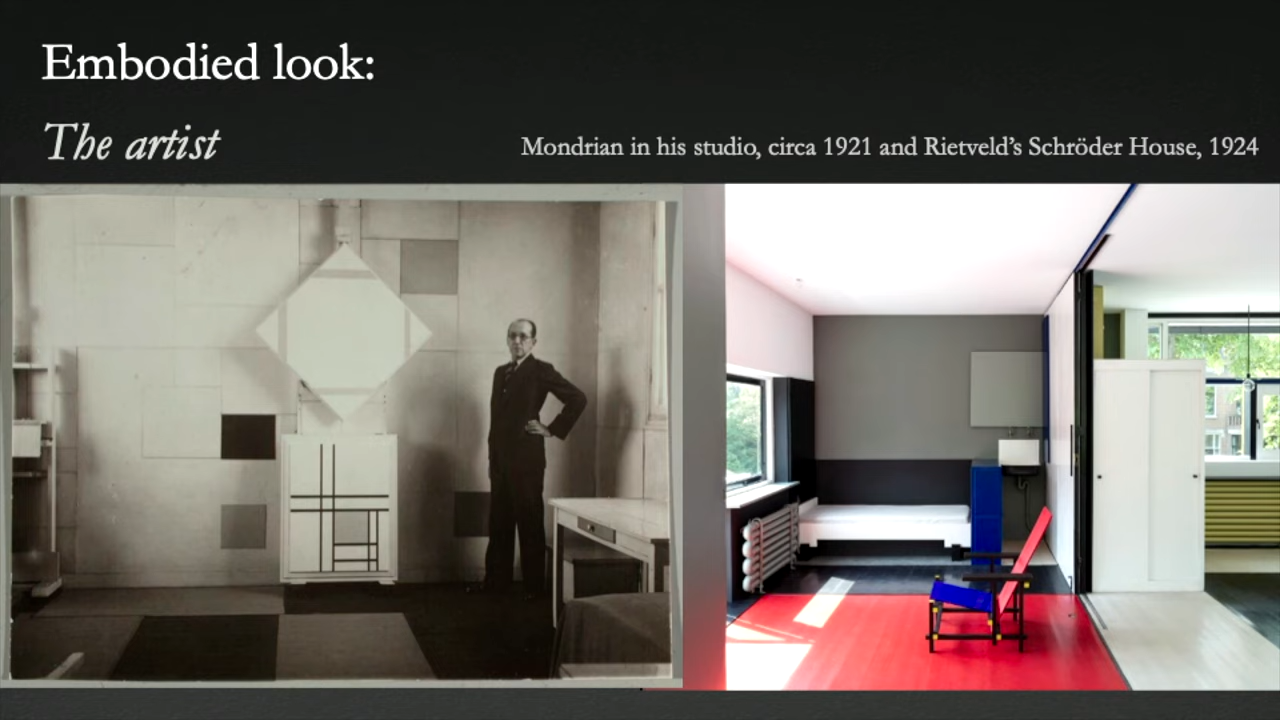 Embodied look:
The artist
Mondrian in his studio, circa 1921 and Rietveld’s Schröder House, 1924